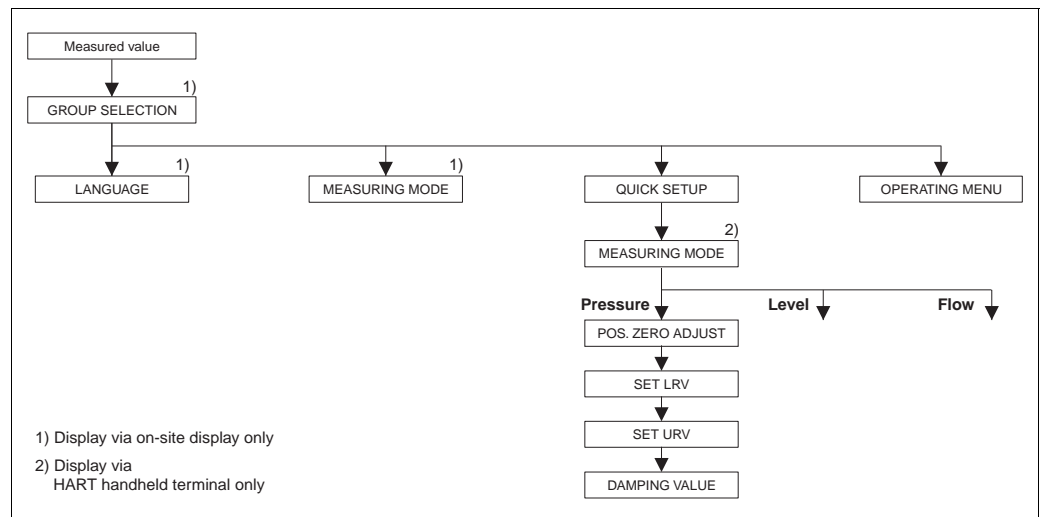 Measured value
1)
GROUP SELECTION
1)
LANGUAGE
1)
MEASURING MODE
QUICK SETUP
OPERATING MENU
2)
MEASURING MODE
Pressure
Level
Flow
POS. ZERO ADJUST
SET LRV
SET URV
DAMPING VALUE
1) Display via on-site display only
2) Display via
HART handheld terminal only